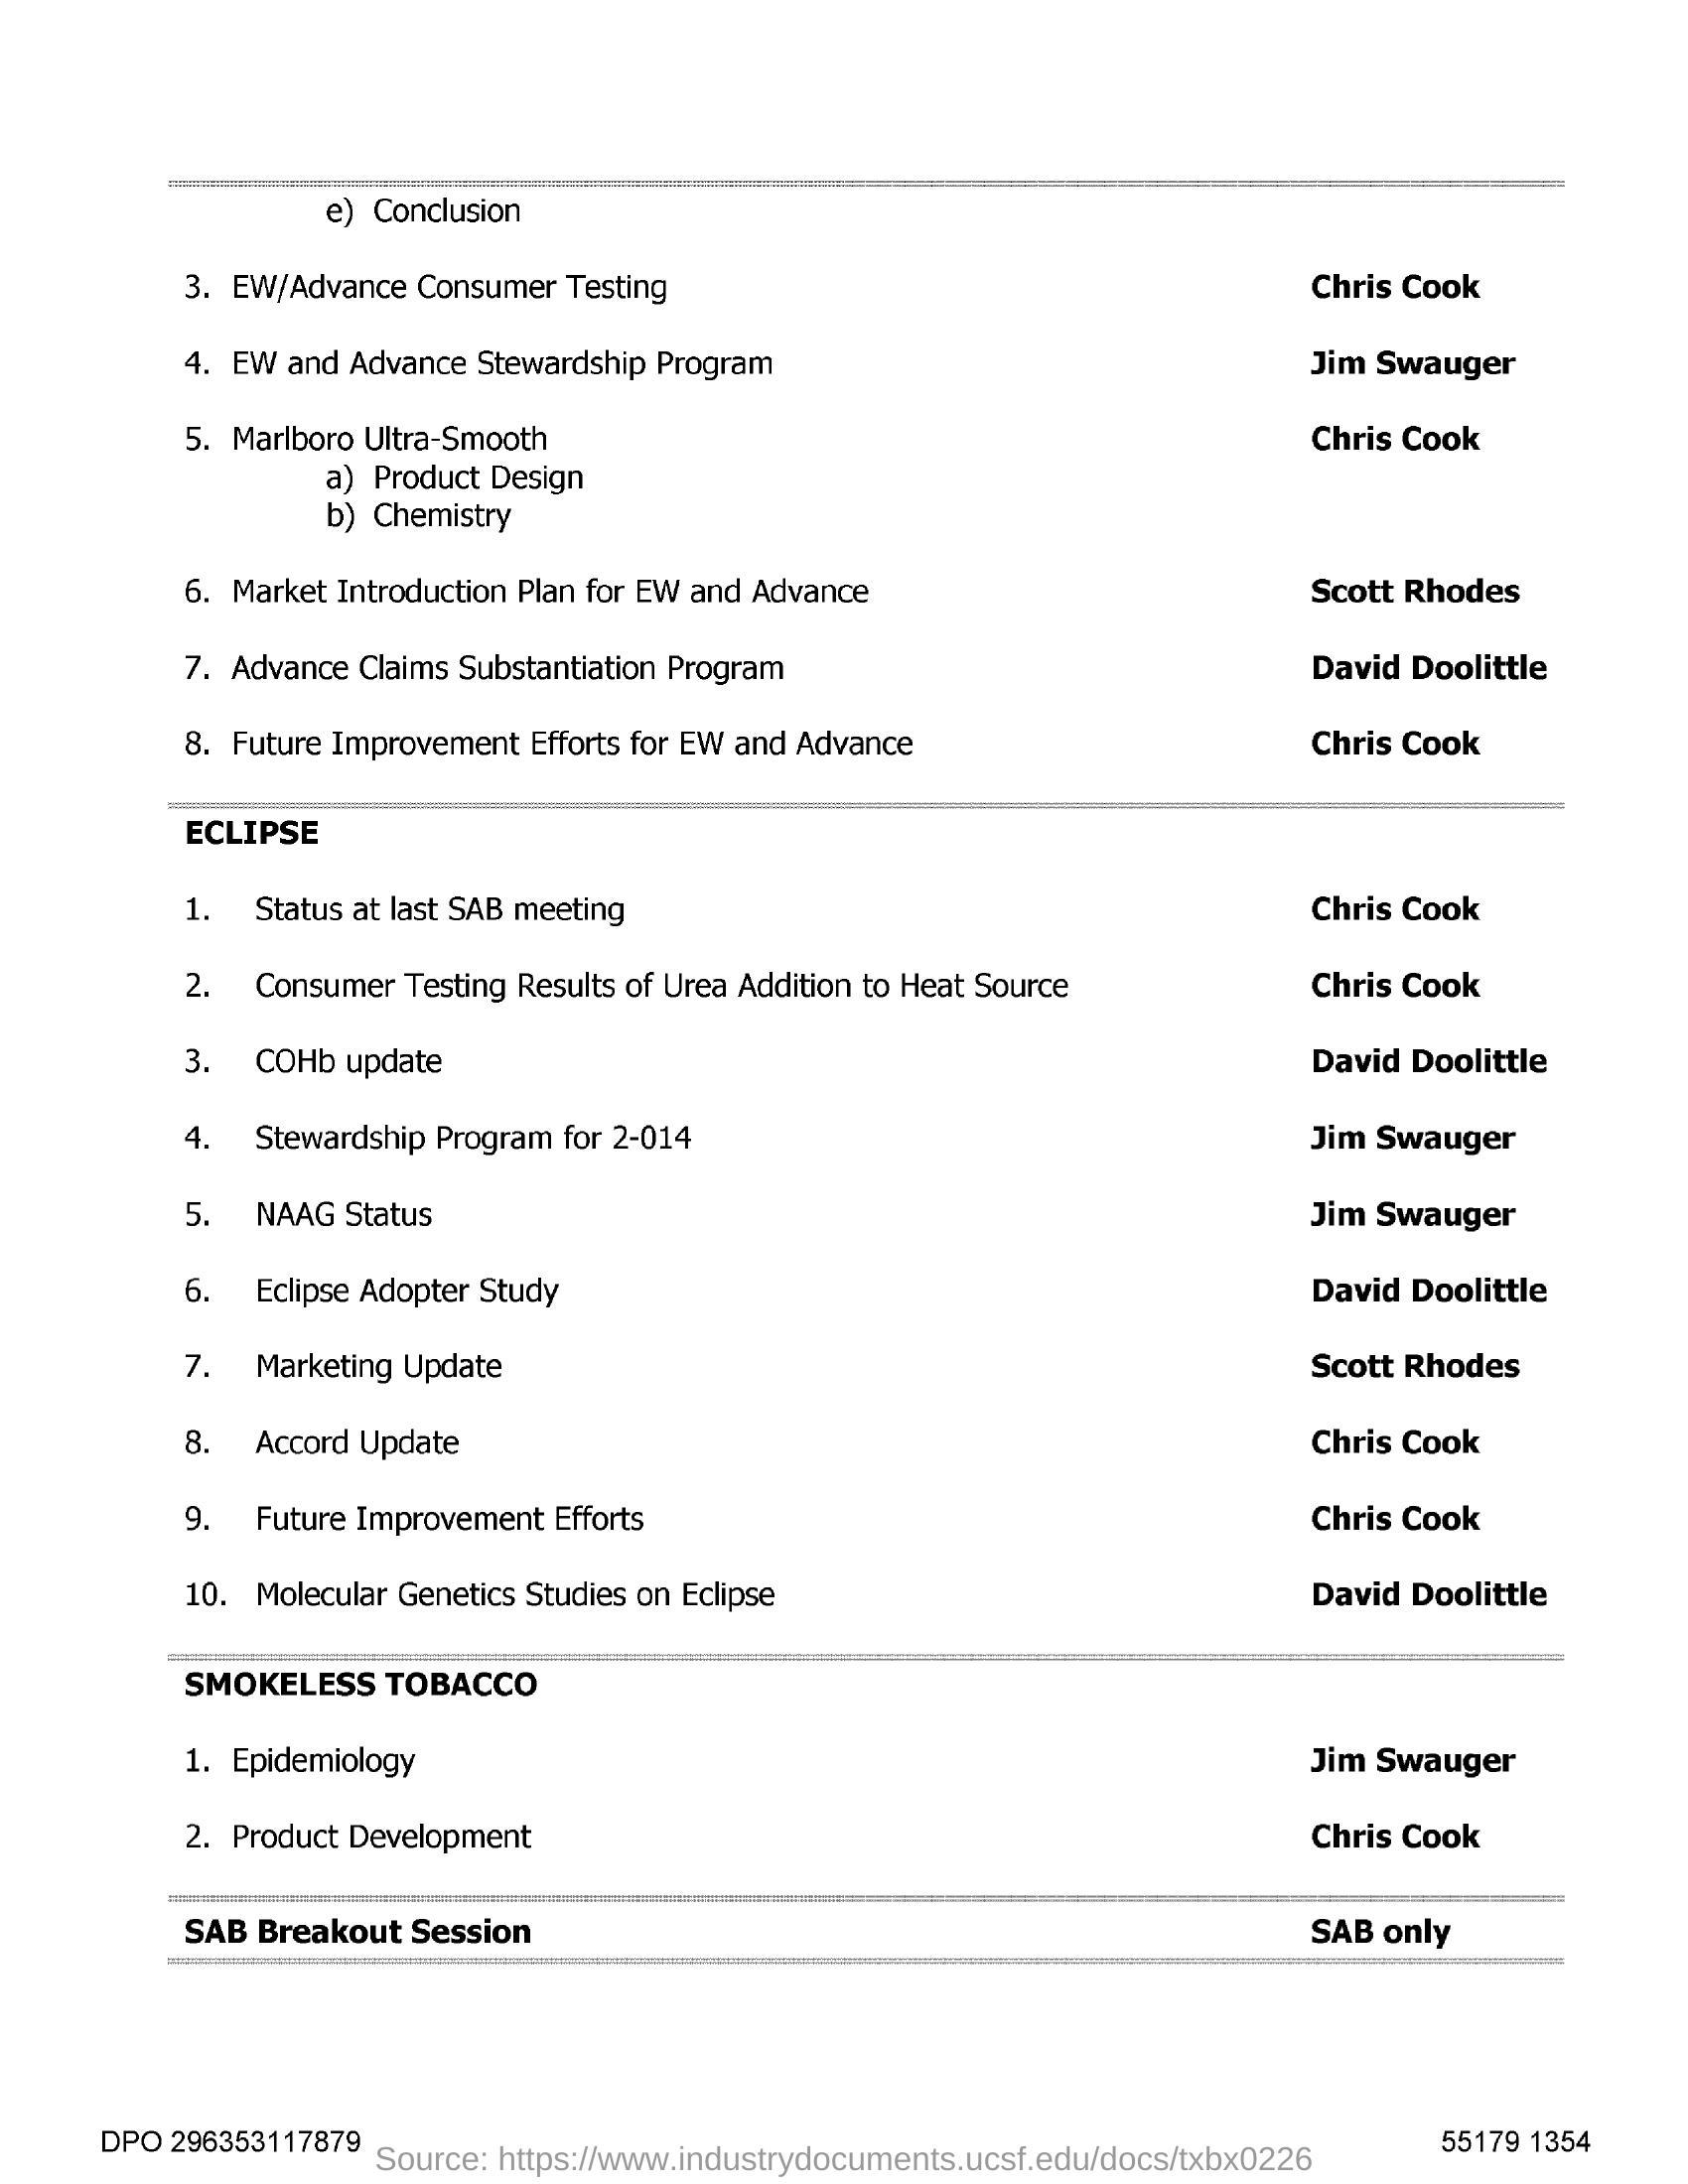 e) Conclusion
3. EW/Advance Consumer Testing Chris Cook
4. EW and Advance Stewardship Program Jim Swauger
5. Marlboro Ultra-Smooth Chris Cook
a) Product Design
b) Chemistry
6. Market Introduction Plan for EW and Advance Scott Rhodes
7. Advance Claims Substantiation Program David Doolittle
8. Future Improvement Efforts for EW and Advance Chris Cook
ECLIPSE
1. Status at last SAB meeting Chris Cook
2. Consumer Testing Results of Urea Addition to Heat Source Chris Cook
3. COHb update David Doolittle
4. Stewardship Program for 2-014 Jim Swauger
5. NAAG Status Jim Swauger
6. Eclipse Adopter Study David Doolittle
7. Marketing Update Scott Rhodes
8. Accord Update Chris Cook
9. Future Improvement Efforts Chris Cook
10. Molecular Genetics Studies on Eclipse David Doolittle
SMOKELESS TOBACCO
1. Epidemiology Jim Swauger
2. Product Development Chris Cook
SAB Breakout Session SAB only
DPO 296353117879 55179 1354
Source: https://www.industrydocuments.ucsf.edu/docs/txbx0226